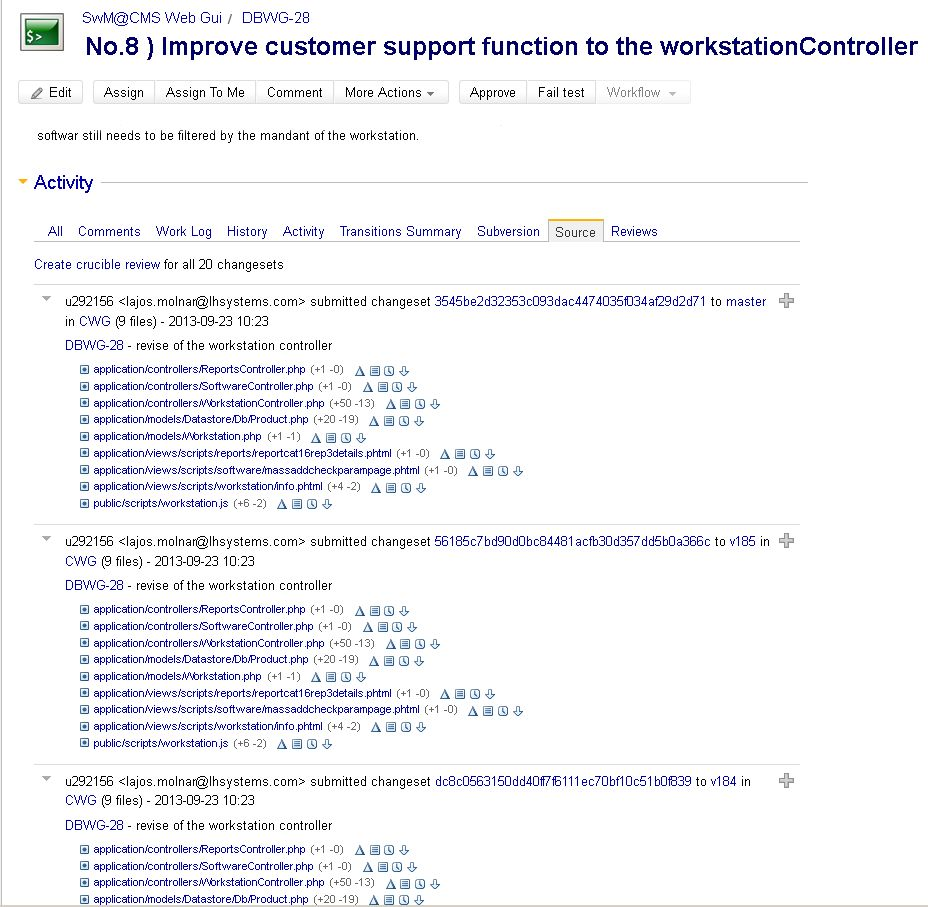 SwM@CMS Web Gui / DBWG-28
$>
No.8 ) Improve customer support function to the workstationController
Edit Assign Assign To Me Comment More Actions Approve Fail test Workflow
softwar still needs to be filtered by the mandant of the workstation.
Activity
All Comments Work Log History Activity Transitions Summary Subversion Source Reviews
Create crucible review for all 20 changesets
u292156 <lajos.molnar@lhsystems.com> submitted changeset 3545be2d32353c093dac4474035f034af29d2d71 to master
in CWG (9 files) - 2013-09-23 10:23
DBWG-28 - revise of the workstation controller
application/controllers/ReportsController.php (+1 -0)
application/controllers/SoftwareController.php (+1 -0)
application/controllers/WorkstationController.php (+50 -13)
application/models/Datastore/Db/Product.php (+20 -19)
application/models/Workstation.php (+1 -1)
application/views/scripts/reports/reportcat16rep3details.phtml (+1 -0)
application/views/scripts/software/massaddcheckparampage.phtml (+1 -0)
application/views/scripts/workstation/info.phtml (+4 -2)
public/scripts/workstation.js (+6 -2)
u292156 <lajos.molnar@lhsystems.com> submitted changeset 56185c7bd90d0bc84481acfb30d357dd5b0a366c to v185 in
CWG (9 files) - 2013-09-23 10:23
DBWG-28 - revise of the workstation controller
application/controllers/ReportsController.php (+1 -0)
application/controllers/SoftwareController.php (+1 -0)
application/controllers/WorkstationController.php (+50 -13)
application/models/Datastore/Db/Product.php (+20 -19)
application/models/Workstation.php (+1 -1)
application/views/scripts/reports/reportcat16rep3details.phtml (+1 -0)
application/views/scripts/software/massaddcheckparampage.phtml (+1 -0)
application/views/scripts/workstation/info.phtml (+4 -2)
public/scripts/workstation.js (+6 -2)
u292156 <lajos.molnar@lhsystems.com> submitted changeset dc8c0563150dd40ff7f6111ec70bf10c51b0f839 to v184 in
CWG (9 files) - 2013-09-23 10:23
DBWG-28 - revise of the workstation controller
application/controllers/ReportsController.php (+1 -0)
application/controllers/SoftwareController.php (+1 -0)
application/controllers/WorkstationController.php (+50 -13)
application/models/Datastore/Db/Product.php (+20 -19)